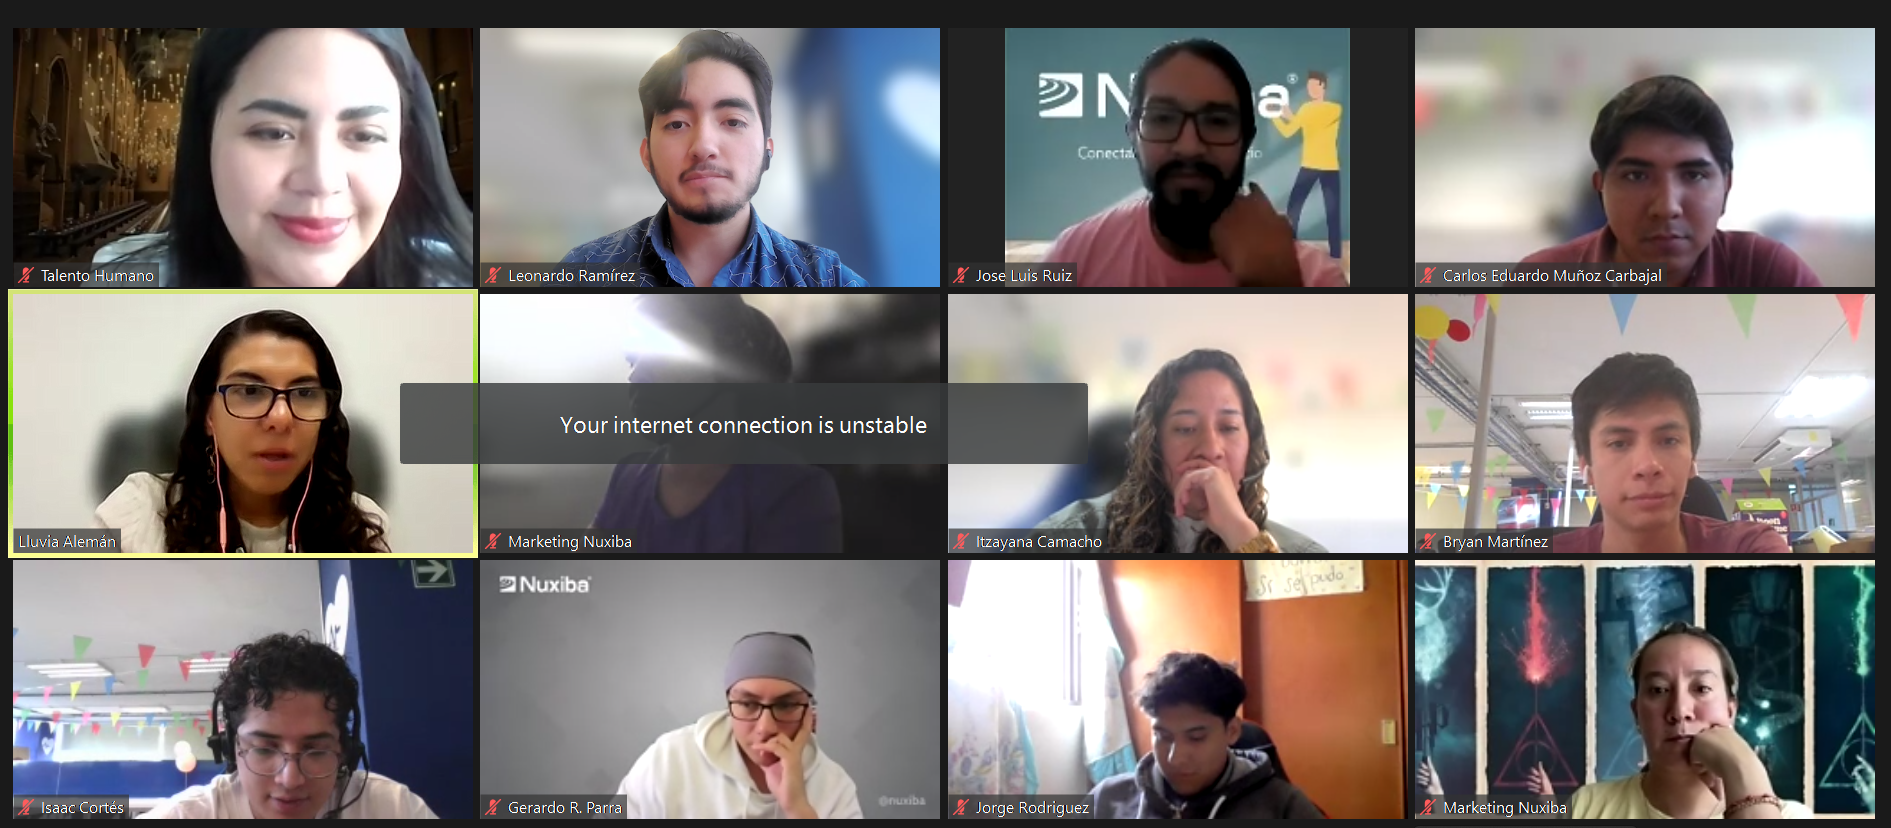 Talento Humano
Leonardo Ramírez
Nu
a®
Conecta
cio
Jose Luis Ruiz
Carlos Eduardo Muñoz Carbajal
Your internet connection is unstable
Lluvia Alemán
Marketing Nuxiba
Itzayana Camacho
Bryan Martínez
Nuxiba
Si se pudo
Isaac Cortés
@nuxiba
Gerardo R. Parra
Jorge Rodriguez
Marketing Nuxiba